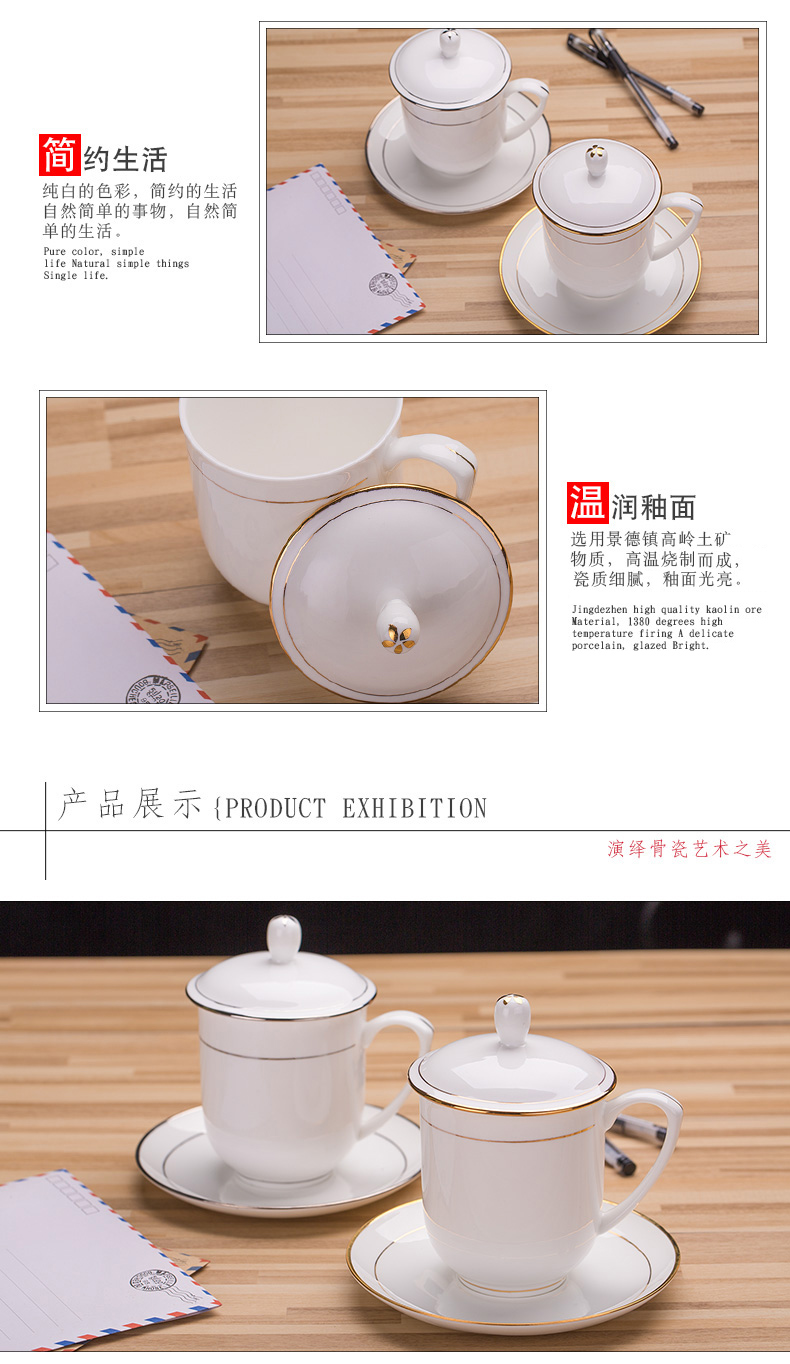 简约生活
纯白的色彩，简约的生活
自然简单的事物，自然简
单的生活。
Pure color, simple
life Natural simple things
Single life.
温润釉面
选用景德镇高岭土矿
物质，高温烧制而成，
瓷质细腻，釉面光亮。
Jingdezhen high quality kaolin ore
Material, 1380 degrees high
temperature firing A delicate
porcelain, glazed Bright.
产品展示 {PRODUCT EXHIBITION
演绎骨瓷艺术之美